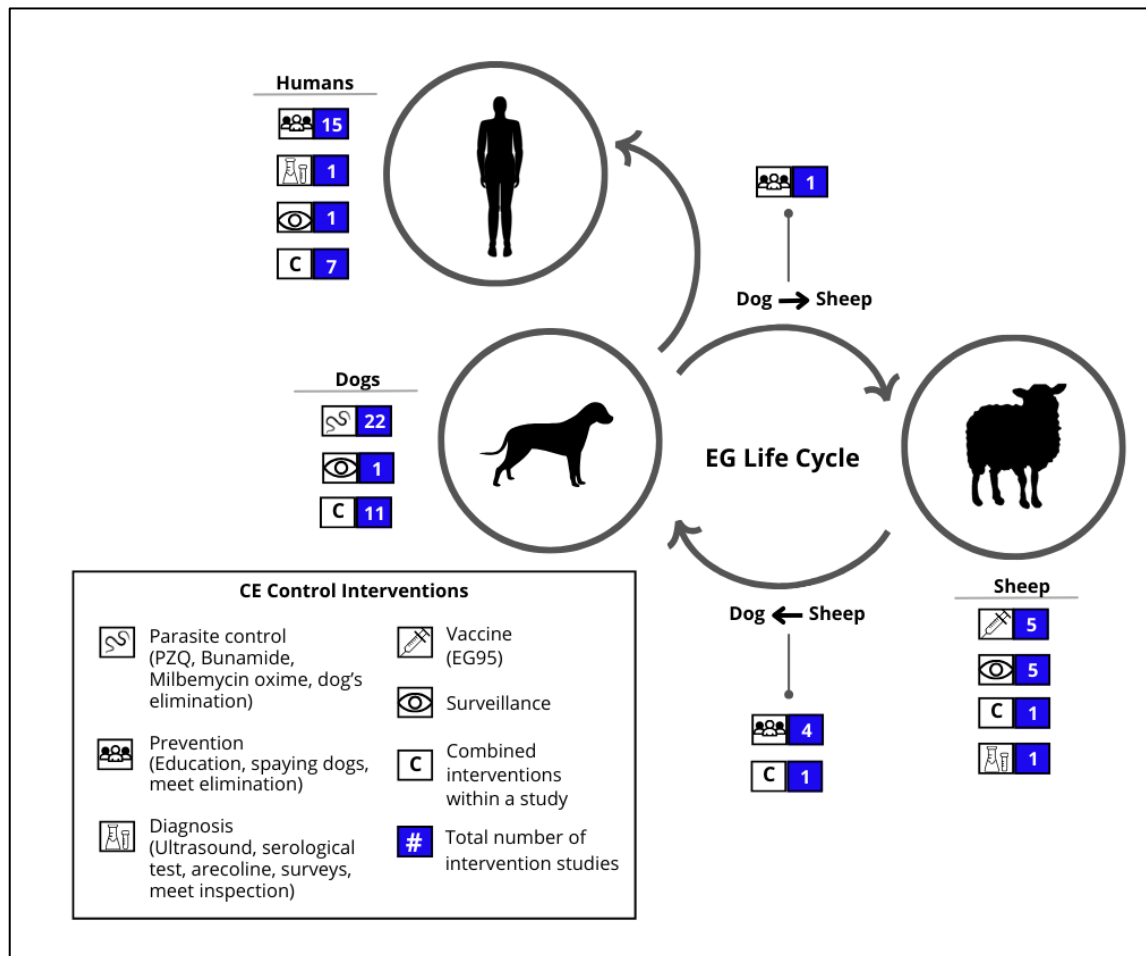 Humans
15
1
1
C 7
1
Dog → Sheep
Dogs
22
1
C 11
EG Life Cycle
Dog ← Sheep
4
C 1
Sheep
5
5
C 1
1
CE Control Interventions
Parasite control
(PZQ, Bunamide,
Milbemycin oxime, dog's
elimination)
Prevention
(Education, spaying dogs,
meet elimination)
Diagnosis
(Ultrasound, serological
test, arecoline, surveys,
meet inspection)
Vaccine
(EG95)
Surveillance
C
Combined
interventions
within a study
#
Total number of
intervention studies